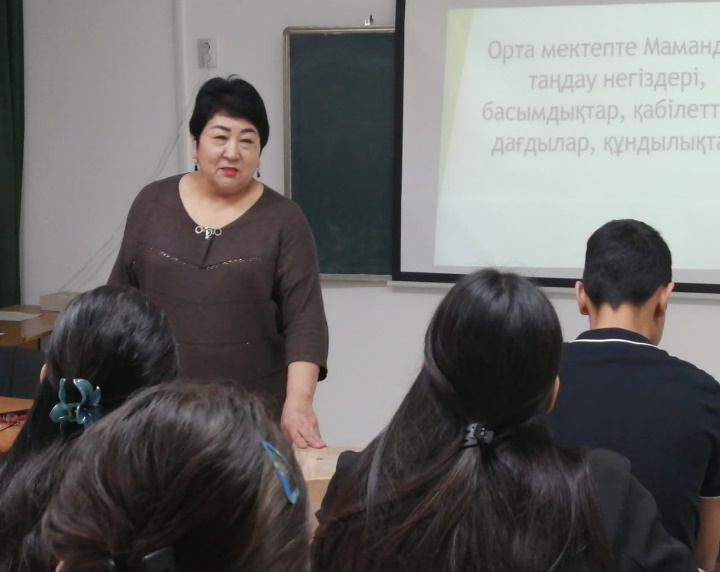 Орта мектепте Маманд
таңдау негіздері,
басымдықтар, қабілетт
дағдылар, құндылықта